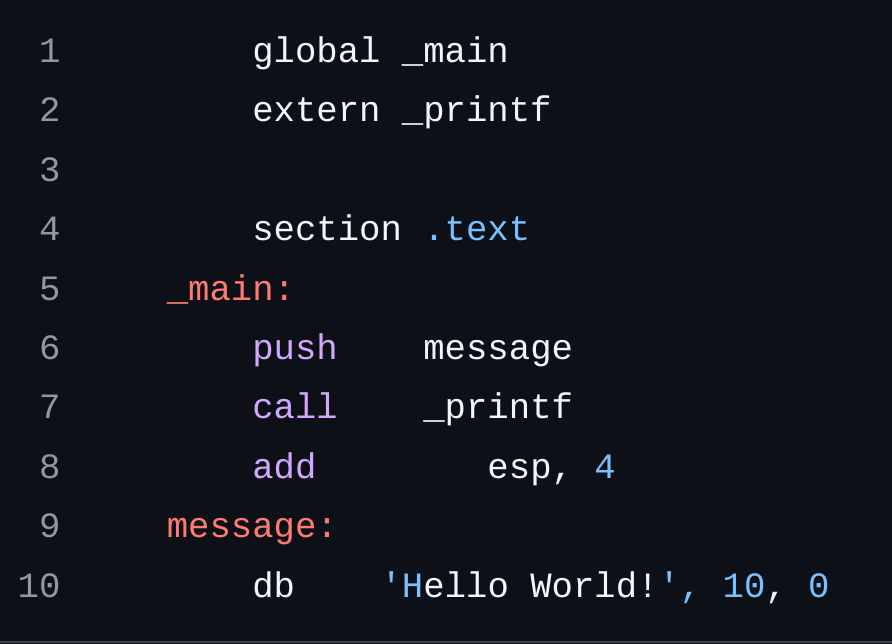 1 global _main
2 extern _printf
3
4 section .text
5 _main:
6 push message
7 call _printf
8 add esp, 4
9 message:
10 db 'Hello World!', 10, 0